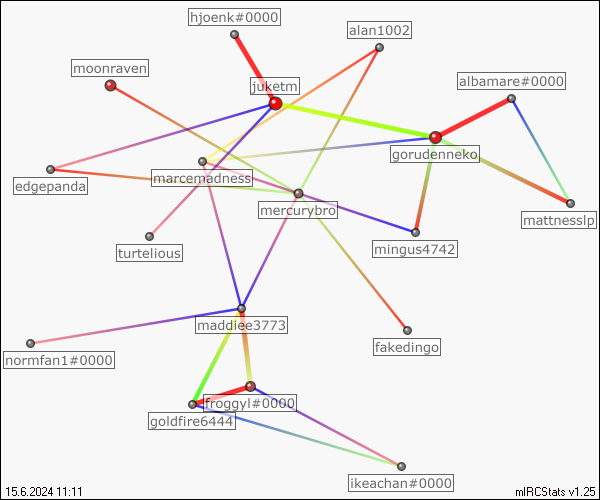 hjoenk#0000
alan1002
moonraven
juketm
albamare#0000
gorudenneko
marcemadness
edgepanda
mercurybro
mattnesslp
turtelious
mingus4742
maddiee3773
fakedingo
normfan1#0000
froggyl#0000
goldfire6444
ikeachan#0000
15.6.2024 11:11
mIRCStats v1.25